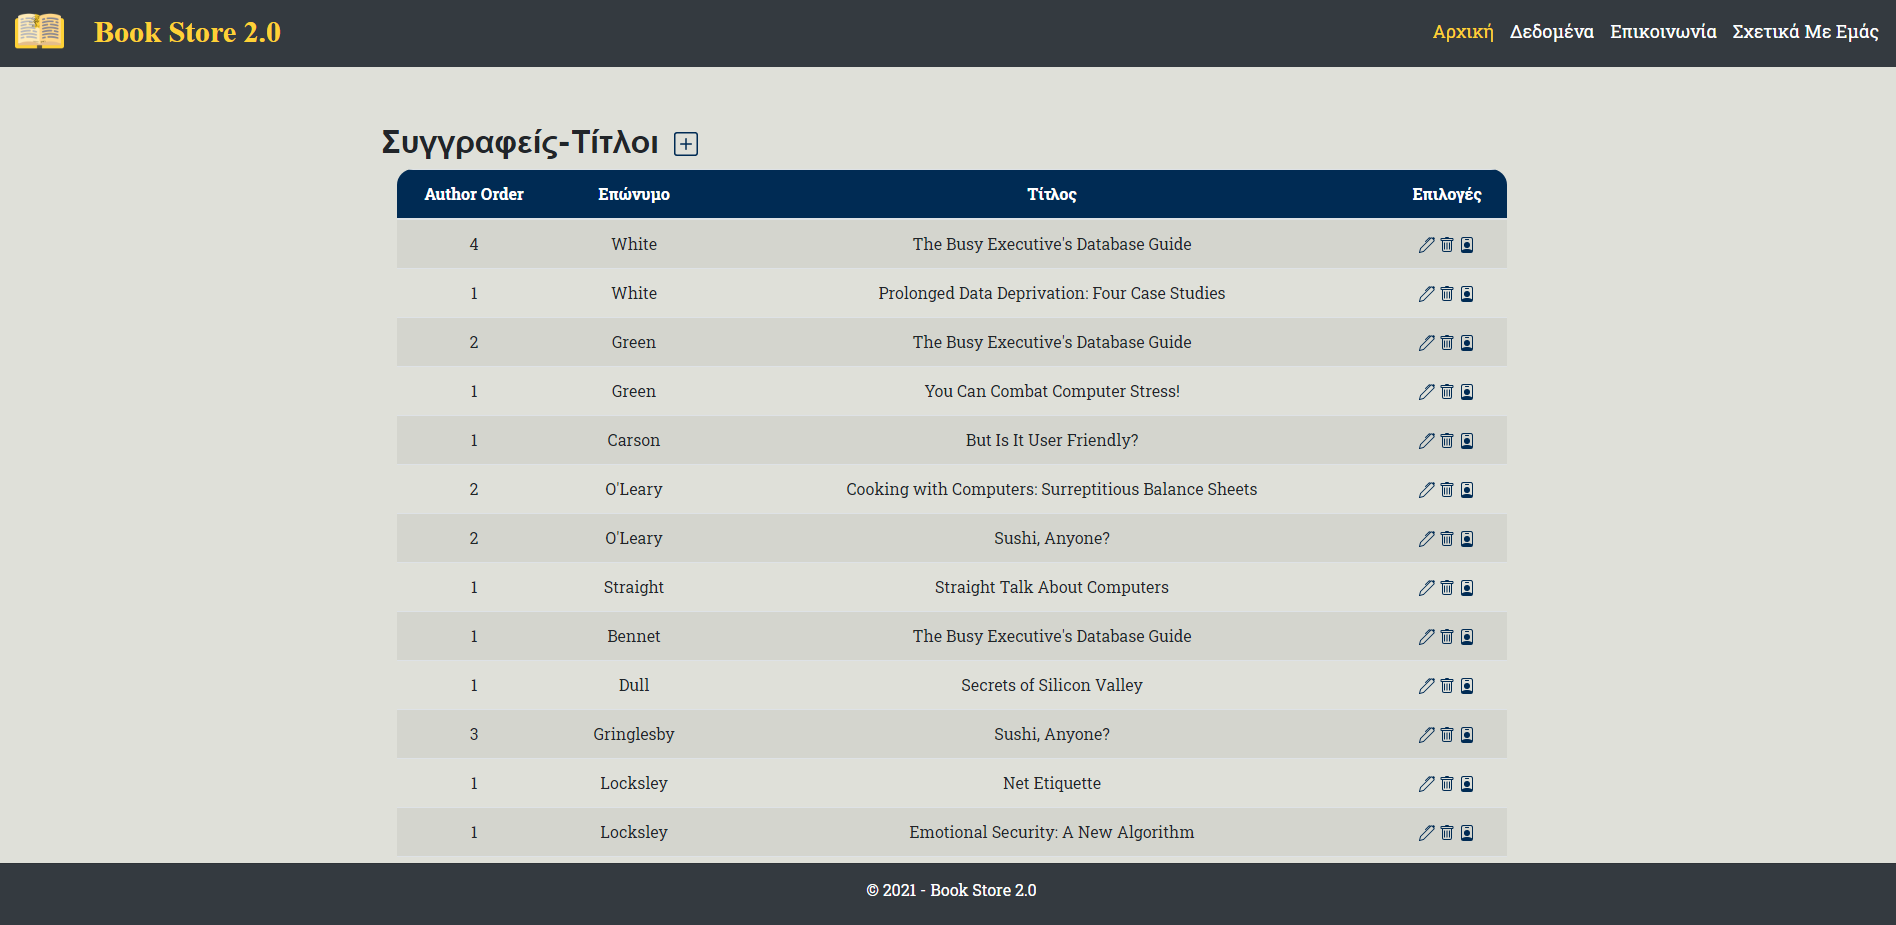 Book Store 2.0
Αρχική Δεδομένα Επικοινωνία Σχετικά Με Εμάς
Συγγραφείς-Τίτλοι
Author Order Επώνυμο Τίτλος Επιλογές
4 White The Busy Executive's Database Guide
1 White Prolonged Data Deprivation: Four Case Studies
2 Green The Busy Executive's Database Guide
1 Green You Can Combat Computer Stress!
1 Carson But Is It User Friendly?
2 O'Leary Cooking with Computers: Surreptitious Balance Sheets
2 O'Leary Sushi, Anyone?
1 Straight Straight Talk About Computers
1 Bennet The Busy Executive's Database Guide
1 Dull Secrets of Silicon Valley
3 Gringlesby Sushi, Anyone?
1 Locksley Net Etiquette
1 Locksley Emotional Security: A New Algorithm
© 2021 - Book Store 2.0